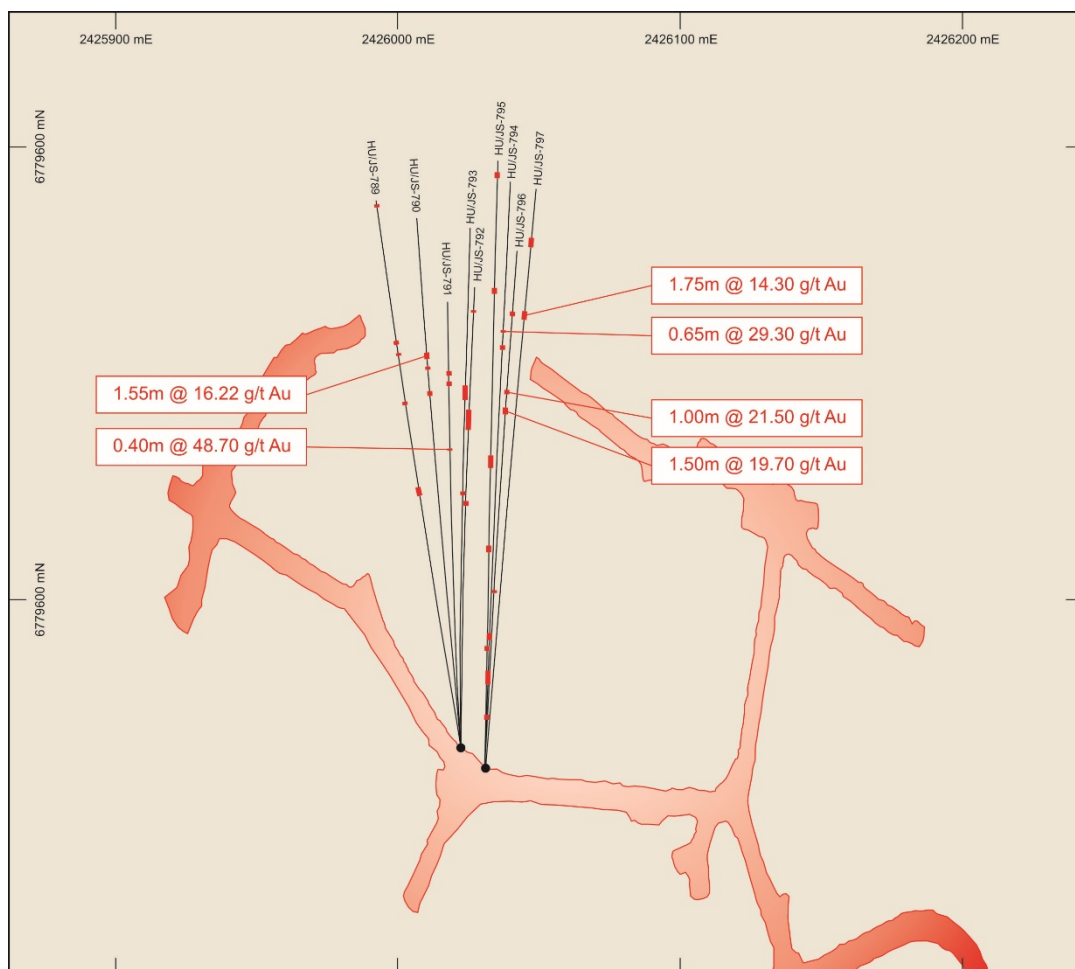 2425900 mE
2426000 mE
2426100 mE
2426200 mE
6779600 mN
HU/JS-789
HU/JS-790
HU/JS-791
HU/JS-793
HU/JS-792
HU/JS-795
HU/JS-794
HU/JS-796
HU/JS-797
1.75m @ 14.30 g/t Au
0.65m @ 29.30 g/t Au
1.55m @ 16.22 g/t Au
1.00m @ 21.50 g/t Au
0.40m @ 48.70 g/t Au
1.50m @ 19.70 g/t Au
6779600 mN